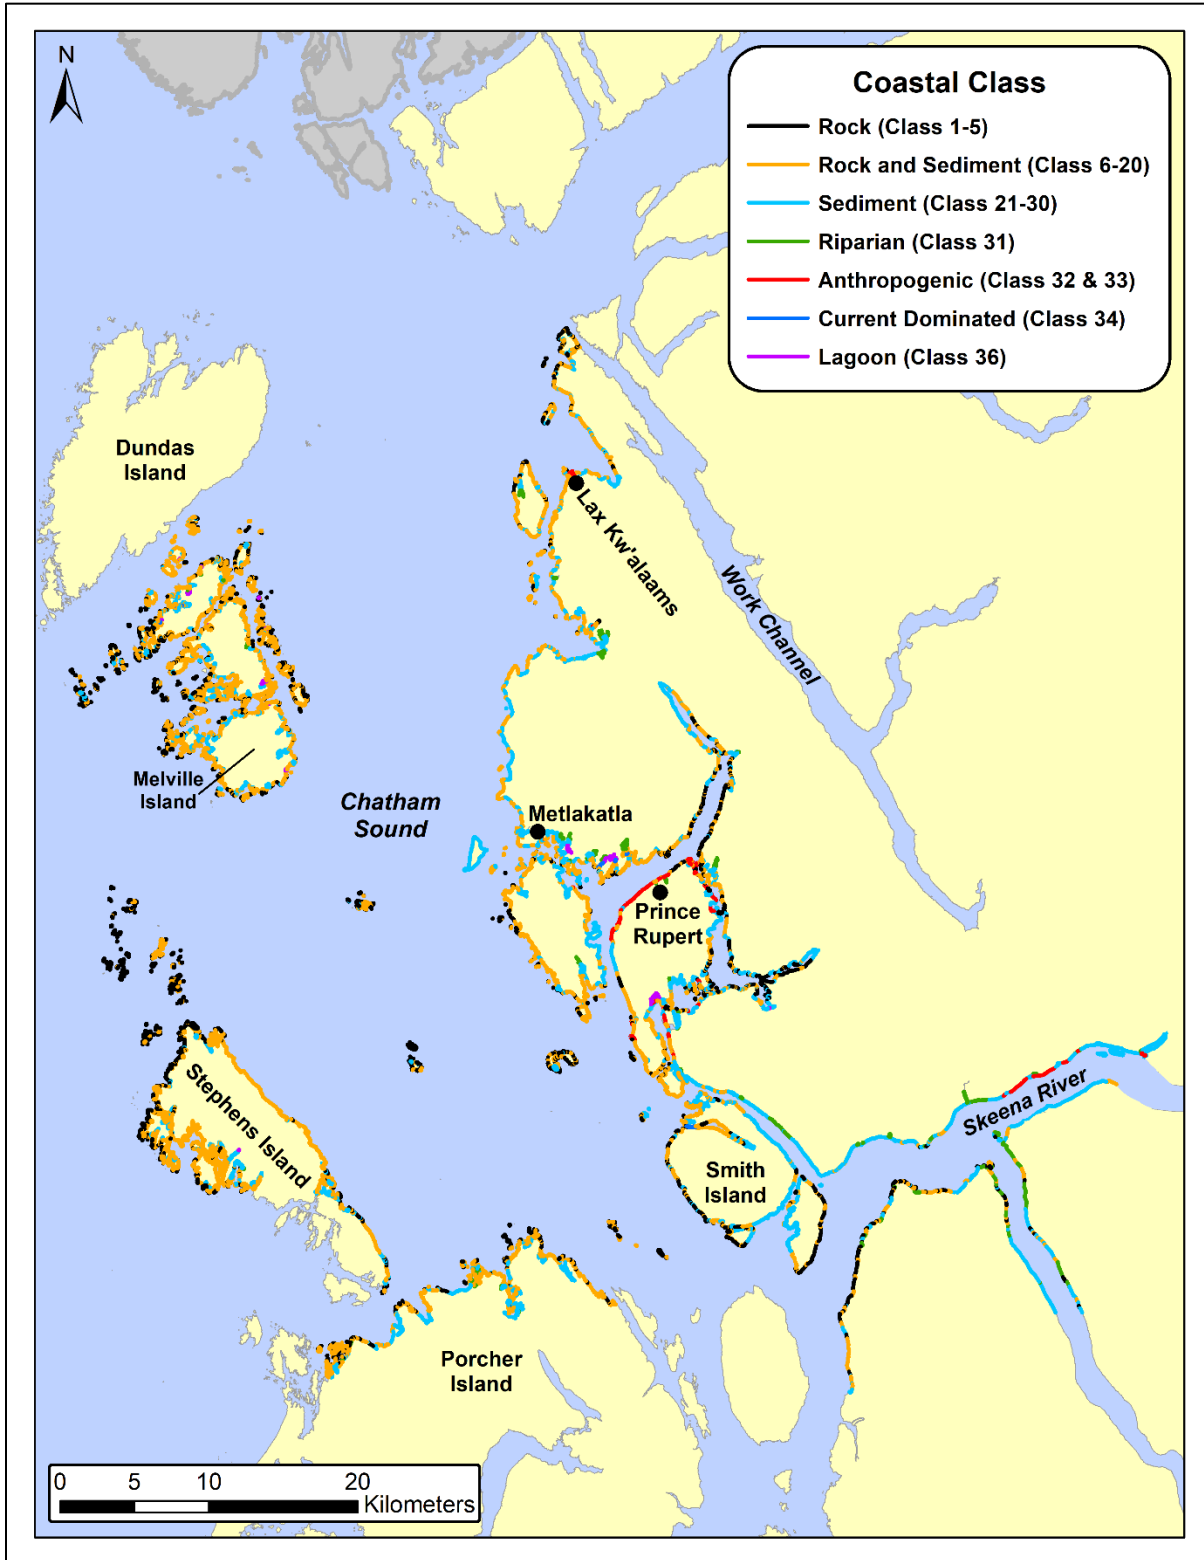 N
Coastal Class
Rock (Class 1-5)
Rock and Sediment (Class 6-20)
Sediment (Class 21-30)
Riparian (Class 31)
Anthropogenic (Class 32 & 33)
Current Dominated (Class 34)
Lagoon (Class 36)
Dundas
Island
Lax Kw'alaams
Work Channel
Melville
Island
Chatham
Sound
Metlakatla
Prince
Rupert
Stephens Island
Skeena River
Smith
Island
Porcher
Island
0 5 10 20
Kilometers